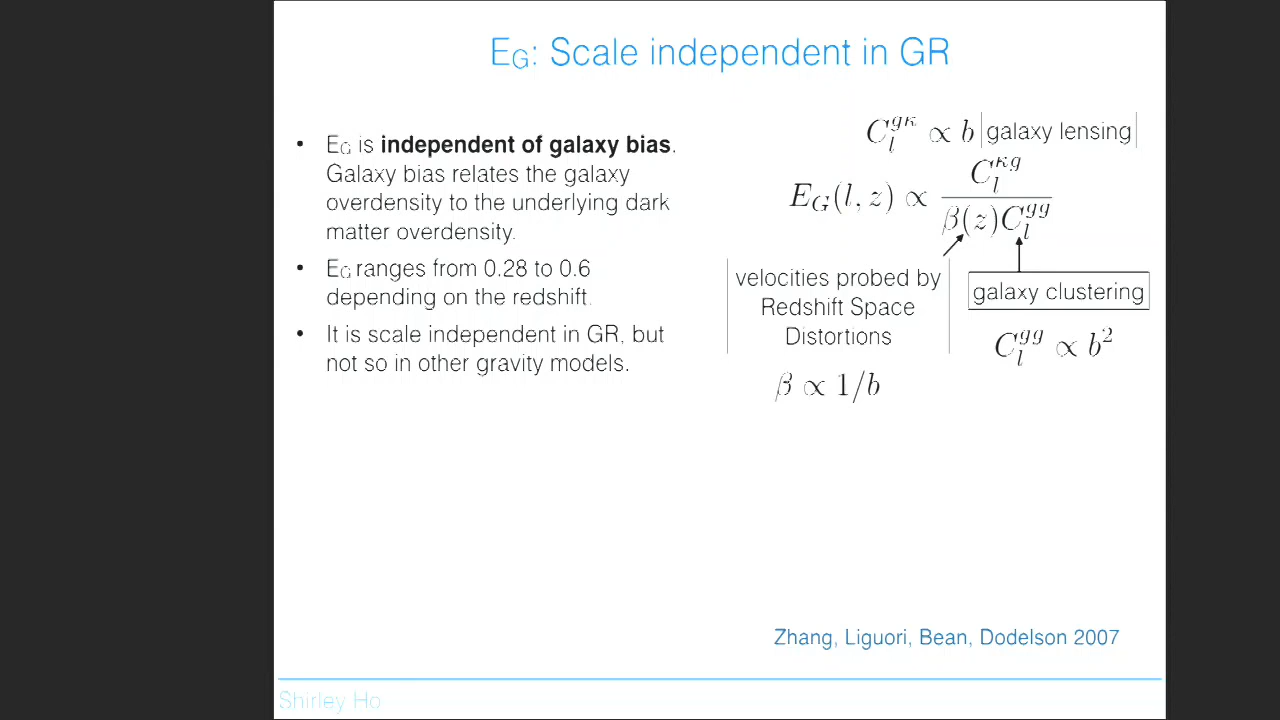 E_G: Scale independent in GR
• E_G is independent of galaxy bias.
Galaxy bias relates the galaxy
overdensity to the underlying dark
matter overdensity.
• E_G ranges from 0.28 to 0.6
depending on the redshift.
• It is scale independent in GR, but
not so in other gravity models.
C_l^{gκ} ∝ b galaxy lensing
E_G(l, z) ∝ C_l^{κg} / β(z)C_l^{gg}
velocities probed by
Redshift Space
Distortions
β ∝ 1/b
galaxy clustering
C_l^{gg} ∝ b^2
Zhang, Liguori, Bean, Dodelson 2007
Shirley Ho